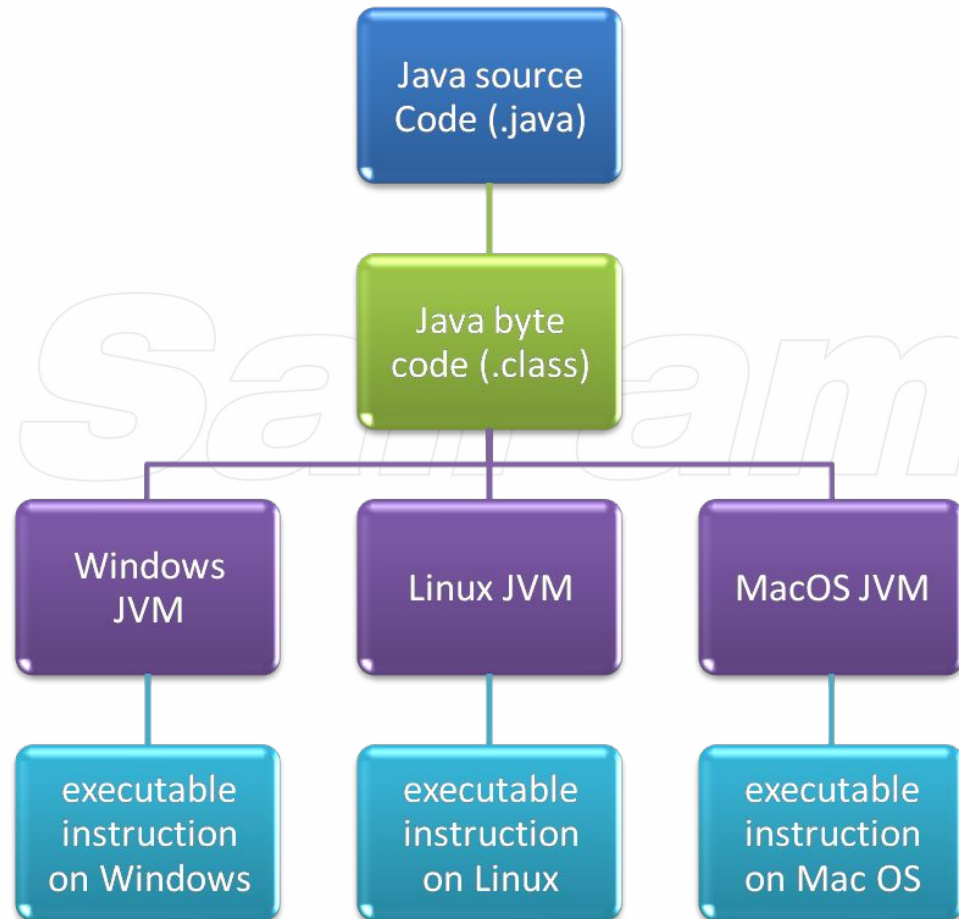 Java source
Code (.java)
Java byte
code (.class)
Windows
JVM
Linux JVM
MacOS JVM
executable
instruction
on Windows
executable
instruction
on Linux
executable
instruction
on Mac OS